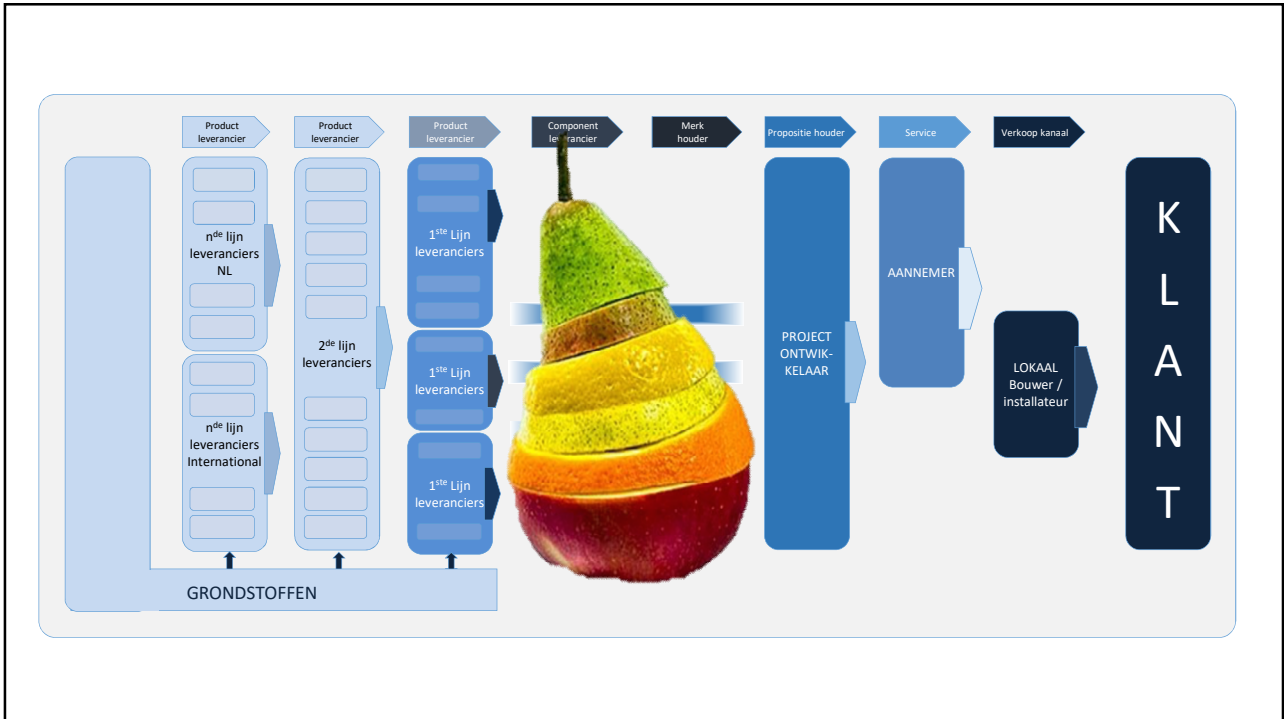 Product
leverancier
Product
leverancier
Product
leverancier
Component
leverancier
Merk
houder
Propositie houder
Service
Verkoop kanaal
nde lijn
leveranciers
NL
nde lijn
leveranciers
International
2de lijn
leveranciers
1ste Lijn
leveranciers
1ste Lijn
leveranciers
1ste Lijn
leveranciers
PROJECT
ONTWIK-
KELAAR
AANNEMER
LOKAAL
Bouwer /
installateur
K
L
A
N
T
GRONDSTOFFEN